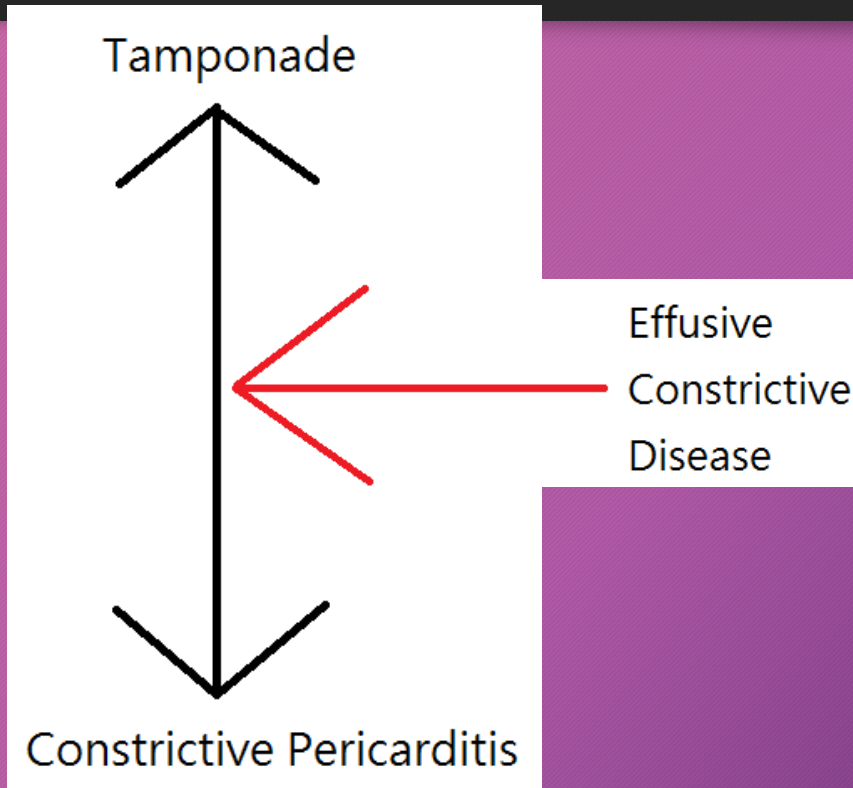 Tamponade
Effusive
Constrictive
Disease
Constrictive Pericarditis